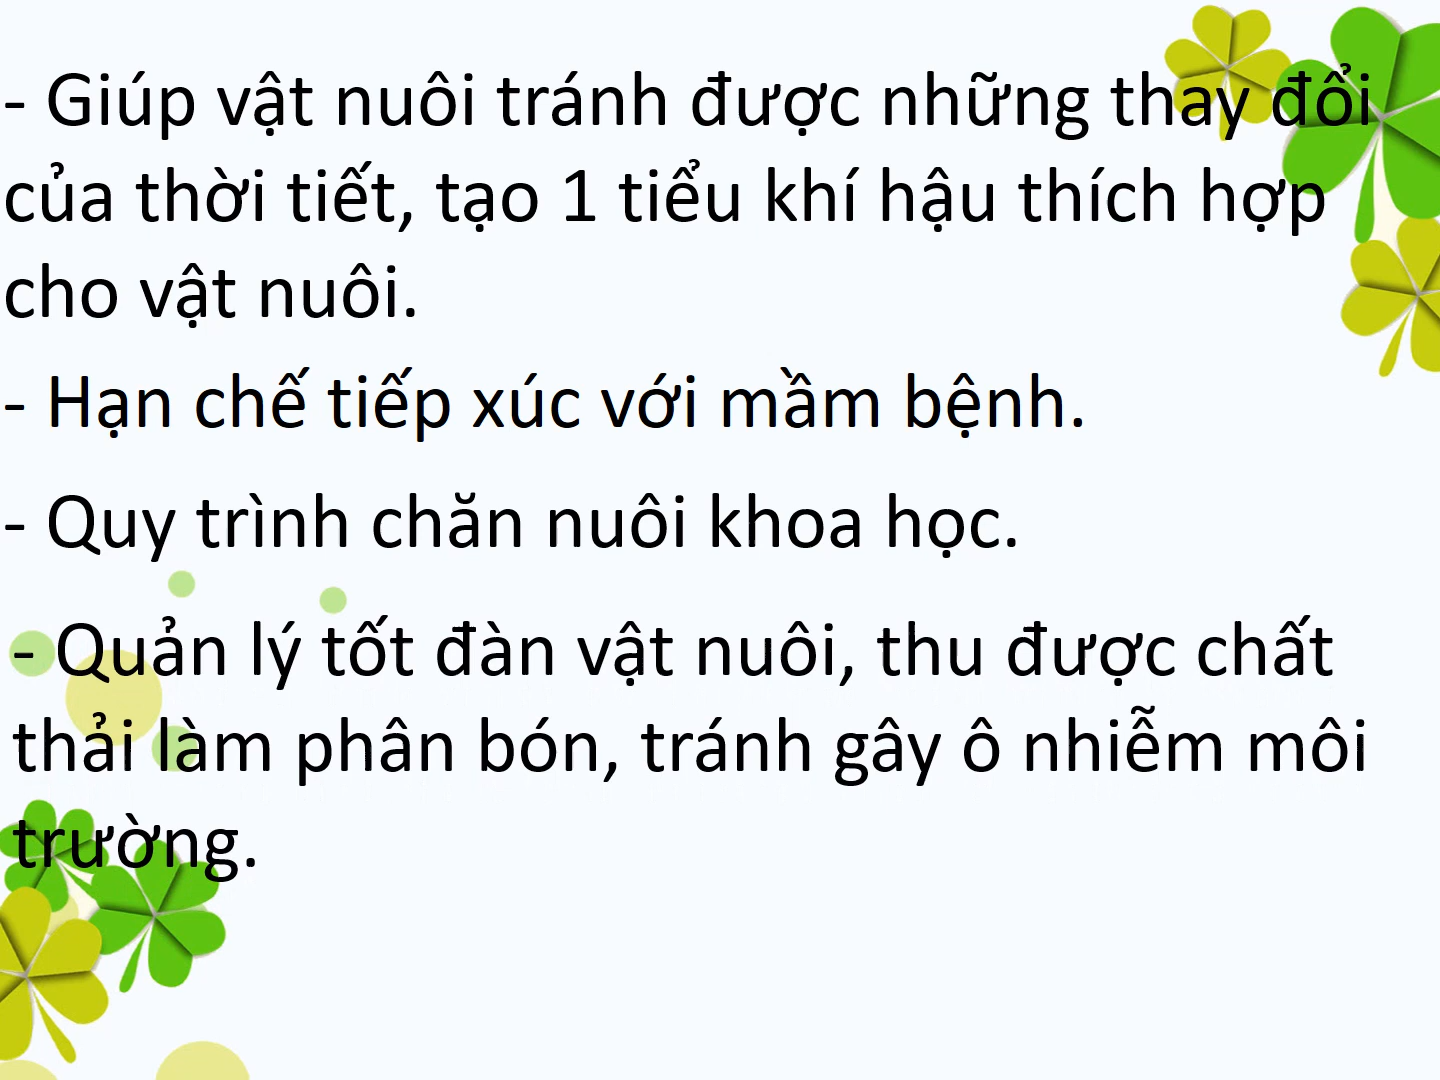 - Giúp vật nuôi tránh được những thay đổi
của thời tiết, tạo 1 tiểu khí hậu thích hợp
cho vật nuôi.
- Hạn chế tiếp xúc với mầm bệnh.
- Quy trình chăn nuôi khoa học.
- Quản lý tốt đàn vật nuôi, thu được chất
thải làm phân bón, tránh gây ô nhiễm môi
trường.